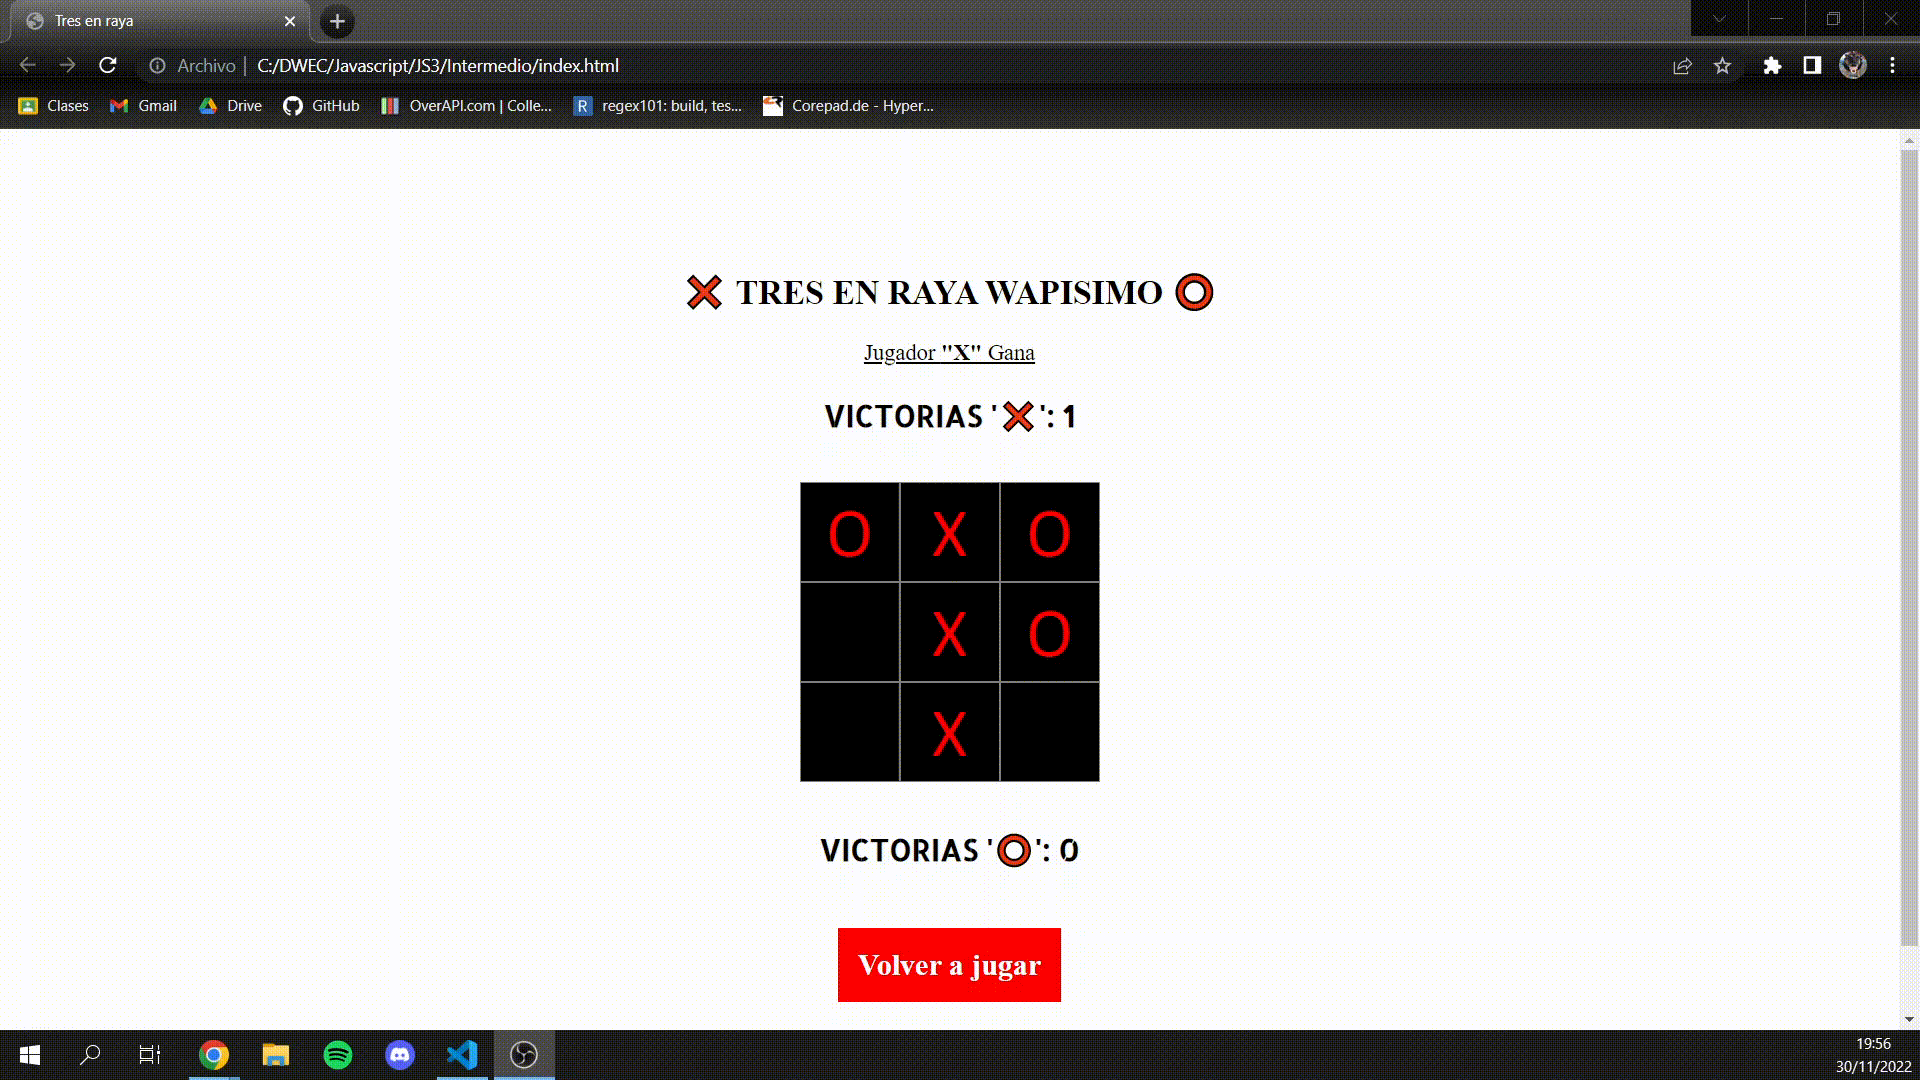 Tres en raya
Archivo | C:/DWEC/Javascript/JS3/Intermedio/index.html
Clases Gmail Drive GitHub OverAPI.com | Colle... R regex101: build, tes... Corepad.de - Hyper...
❌ TRES EN RAYA WAPISIMO ⭕
Jugador "X" Gana
VICTORIAS '❌': 1
O X O
X O
X
VICTORIAS '⭕': 0
Volver a jugar
19:56
30/11/2022